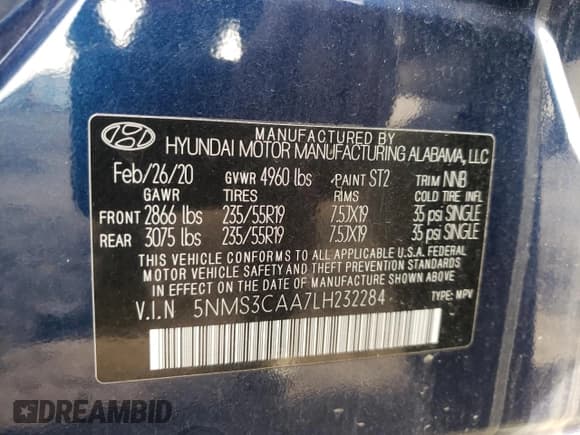 MANUFACTURED BY
HYUNDAI MOTOR MANUFACTURING ALABAMA, LLC
Feb/26/20 GVWR 4960 lbs PAINT ST2 TRIM NNB
GAWR TIRES RIMS COLD TIRE INFL
FRONT 2866 lbs 235/55R19 7.5JX19 35 psi SINGLE
REAR 3075 lbs 235/55R19 7.5JX19 35 psi SINGLE
THIS VEHICLE CONFORMS TO ALL APPLICABLE U.S.A. FEDERAL
MOTOR VEHICLE SAFETY, BUMPER, AND THEFT PREVENTION STANDARDS
IN EFFECT ON THE DATE OF MANUFACTURE SHOWN ABOVE.
V.I.N 5NMS3CAA7LH232284 TYPE: MPV
DREAMBID
DREAMBID.COM